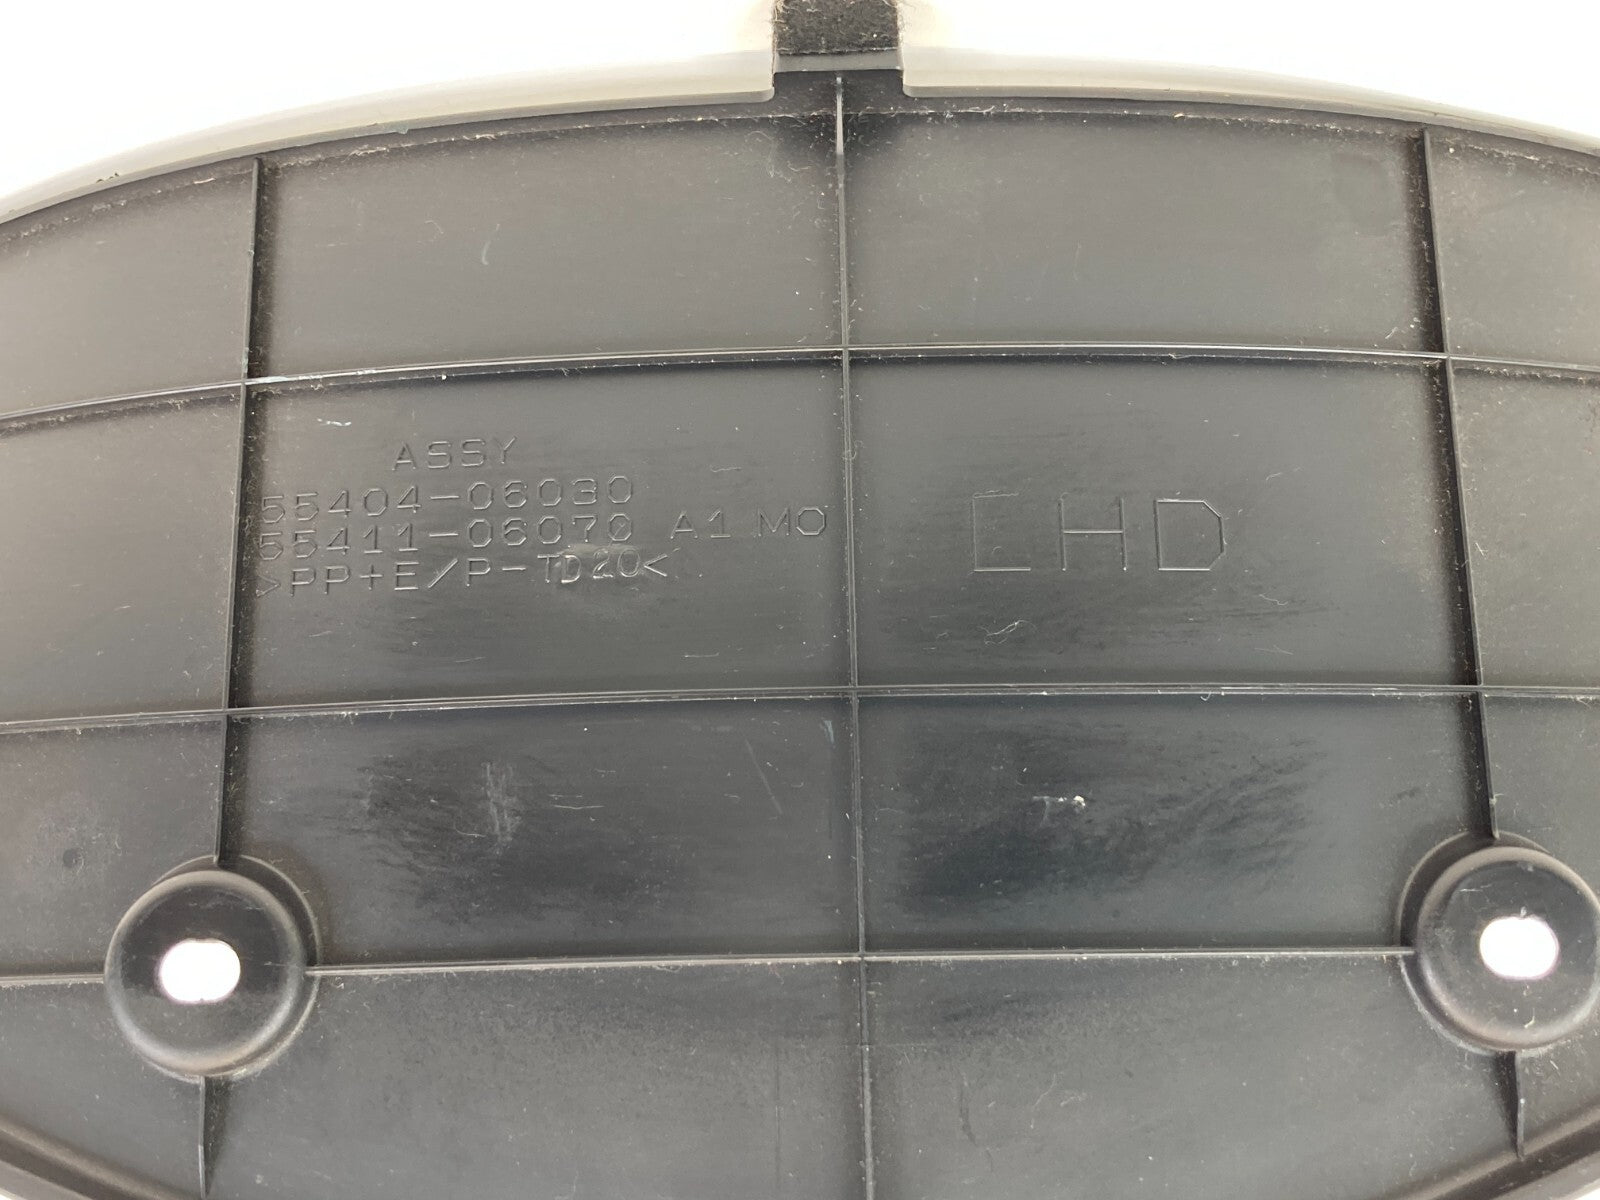 ASSY
55404-06030
55411-06070 A1 MO
>PP+E/P-TD20<
LHD